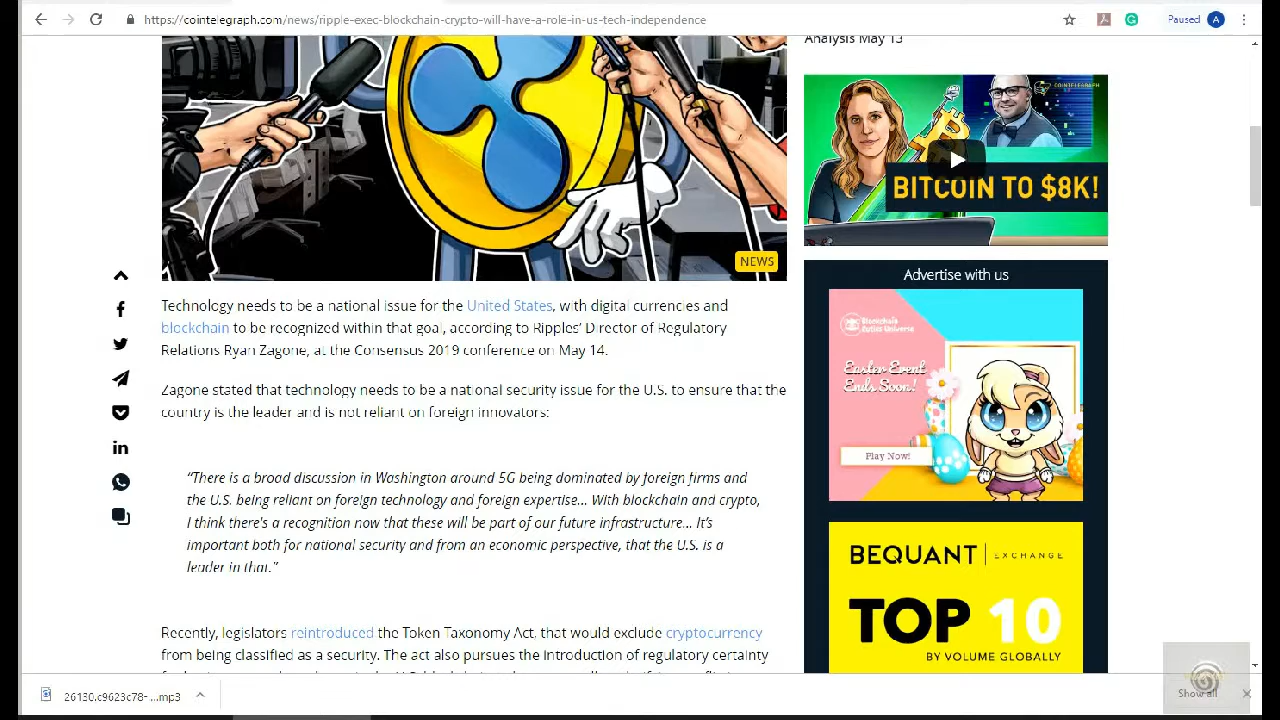 https://cointelegraph.com/news/ripple-exec-blockchain-crypto-will-have-a-role-in-us-tech-independence
Paused
A
Analysis May 13
COINTELEGRAPH
BITCOIN TO $8K!
NEWS
Technology needs to be a national issue for the United States, with digital currencies and
blockchain to be recognized within that goal, according to Ripples’ Director of Regulatory
Relations Ryan Zagone, at the Consensus 2019 conference on May 14.
Zagone stated that technology needs to be a national security issue for the U.S. to ensure that the
country is the leader and is not reliant on foreign innovators:
“There is a broad discussion in Washington around 5G being dominated by foreign firms and
the U.S. being reliant on foreign technology and foreign expertise... With blockchain and crypto,
I think there's a recognition now that these will be part of our future infrastructure... It’s
important both for national security and from an economic perspective, that the U.S. is a
leader in that.”
Recently, legislators reintroduced the Token Taxonomy Act, that would exclude cryptocurrency
from being classified as a security. The act also pursues the introduction of regulatory certainty
Advertise with us
Blockchain
Cuties Universe
Easter Event
Ends Soon!
Play Now!
BEQUANT | EXCHANGE
TOP 10
BY VOLUME GLOBALLY
26130.c9623c78-....mp3
Show all